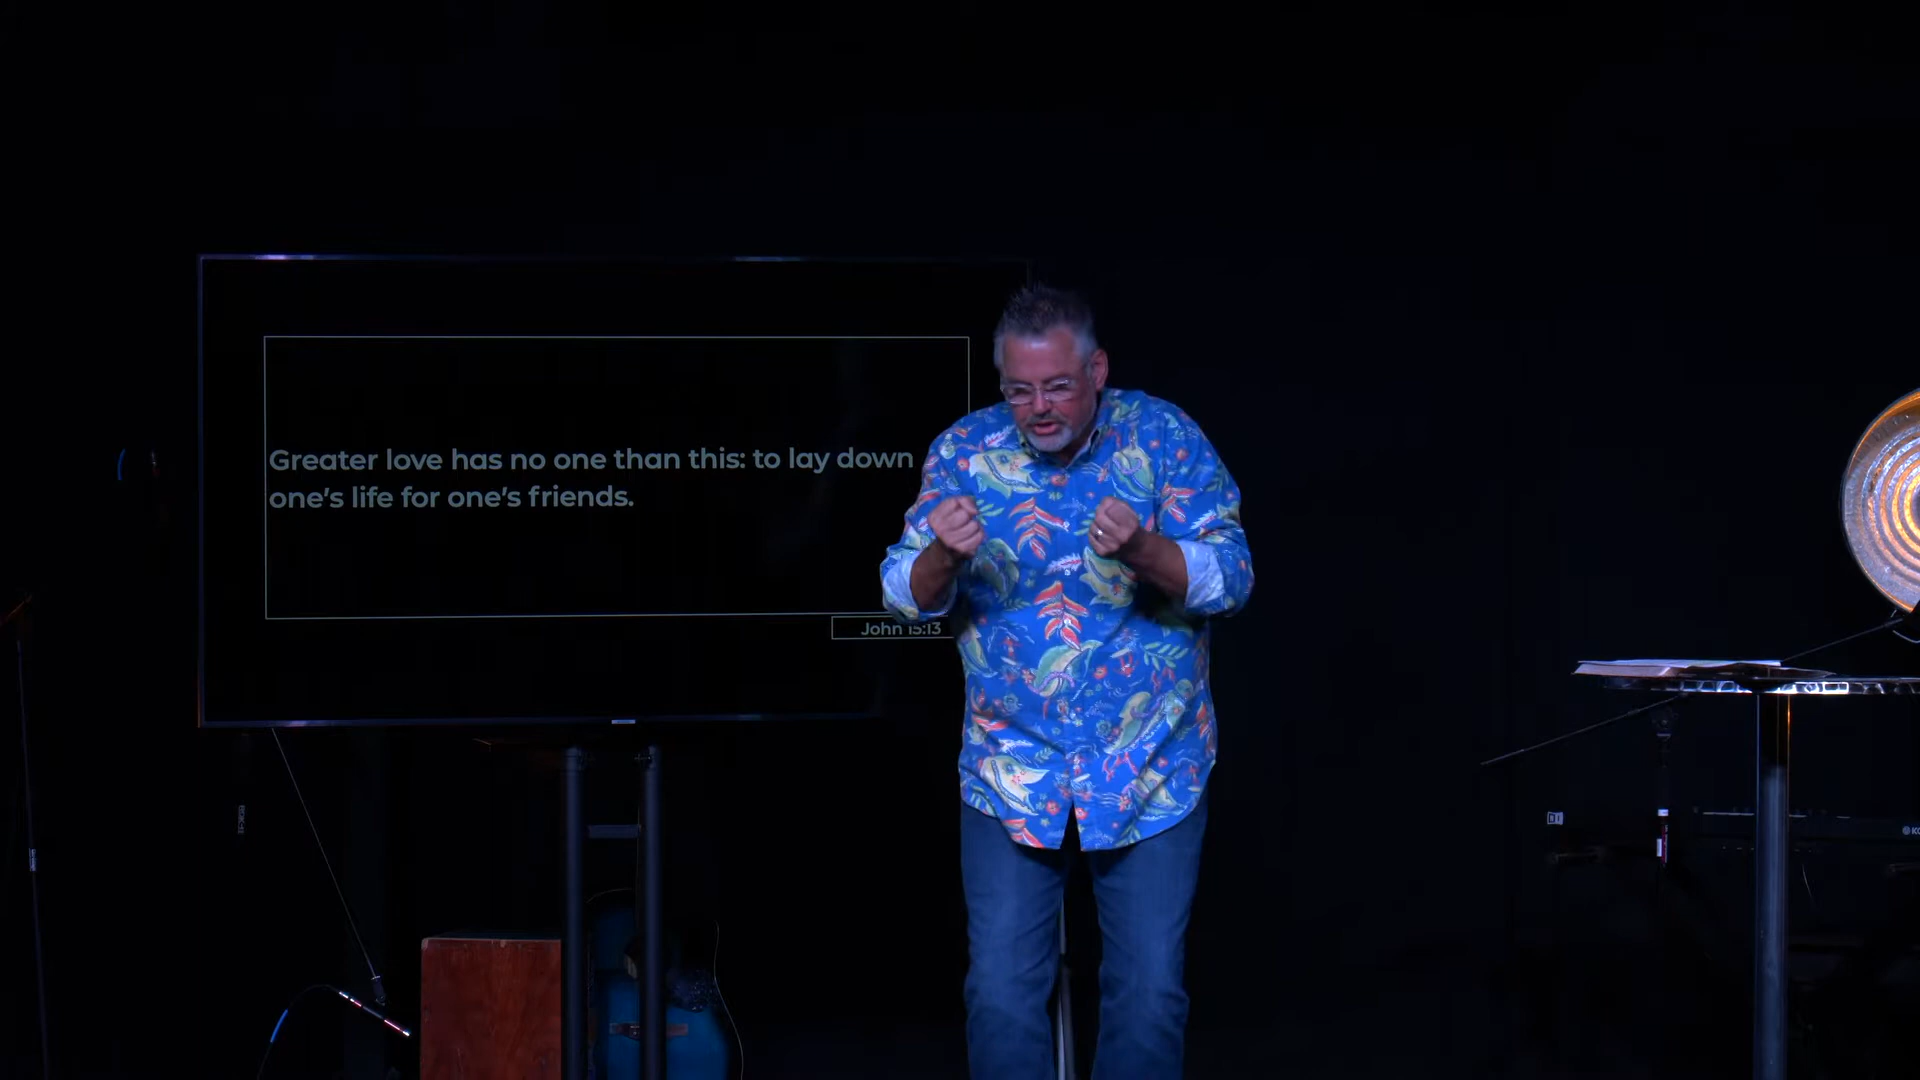 Greater love has no one than this: to lay down
one's life for one's friends.
John 15:13